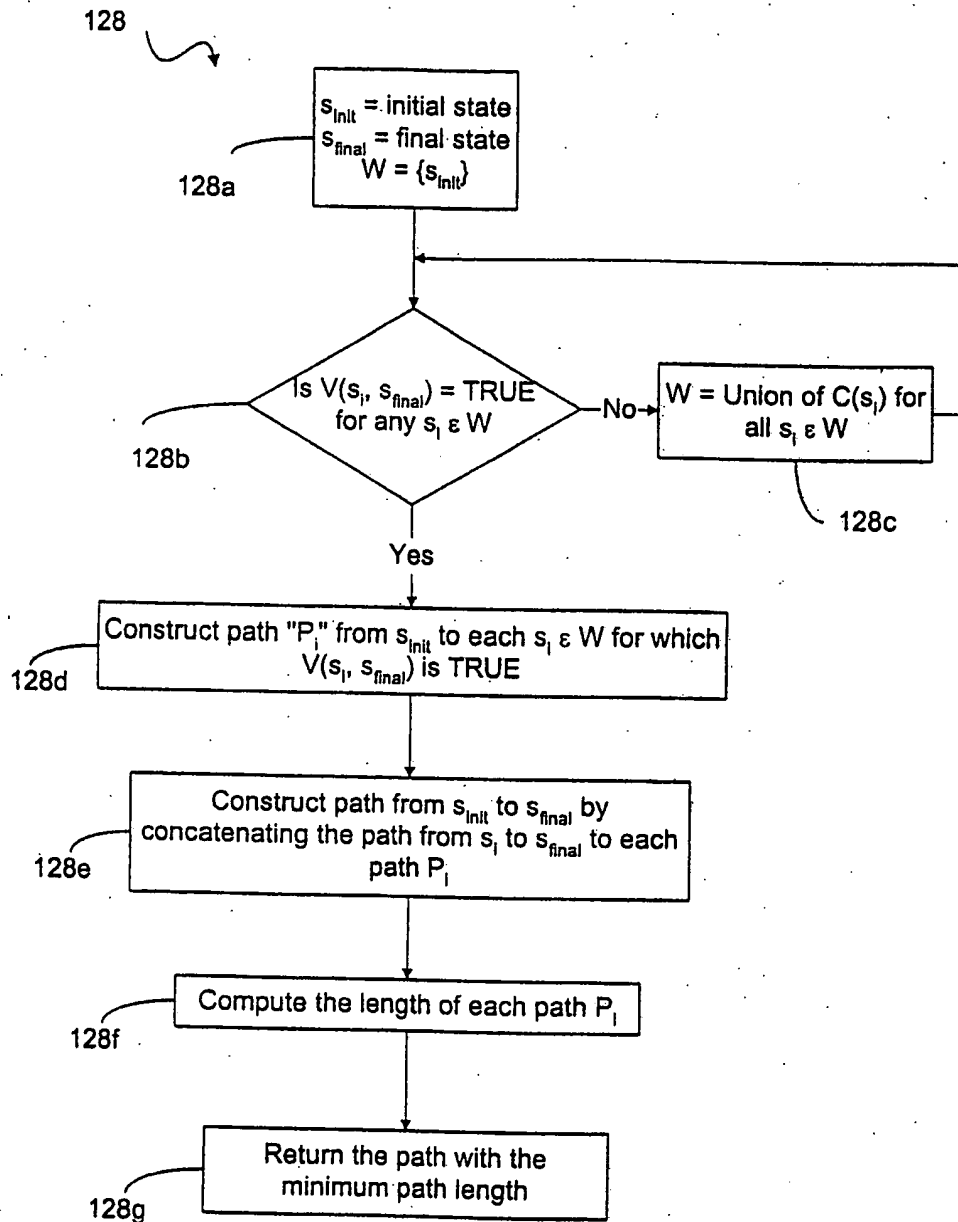 128
s_init = initial state
s_final = final state
W = {s_init}
128a
Is V(s_i, s_final) = TRUE
for any s_i ε W
128b
No
W = Union of C(s_i) for
all s_i ε W
128c
Yes
Construct path "P_i" from s_init to each s_i ε W for which
V(s_i, s_final) is TRUE
128d
Construct path from s_init to s_final by
concatenating the path from s_i to s_final to each
path P_i
128e
Compute the length of each path P_i
128f
Return the path with the
minimum path length
128g